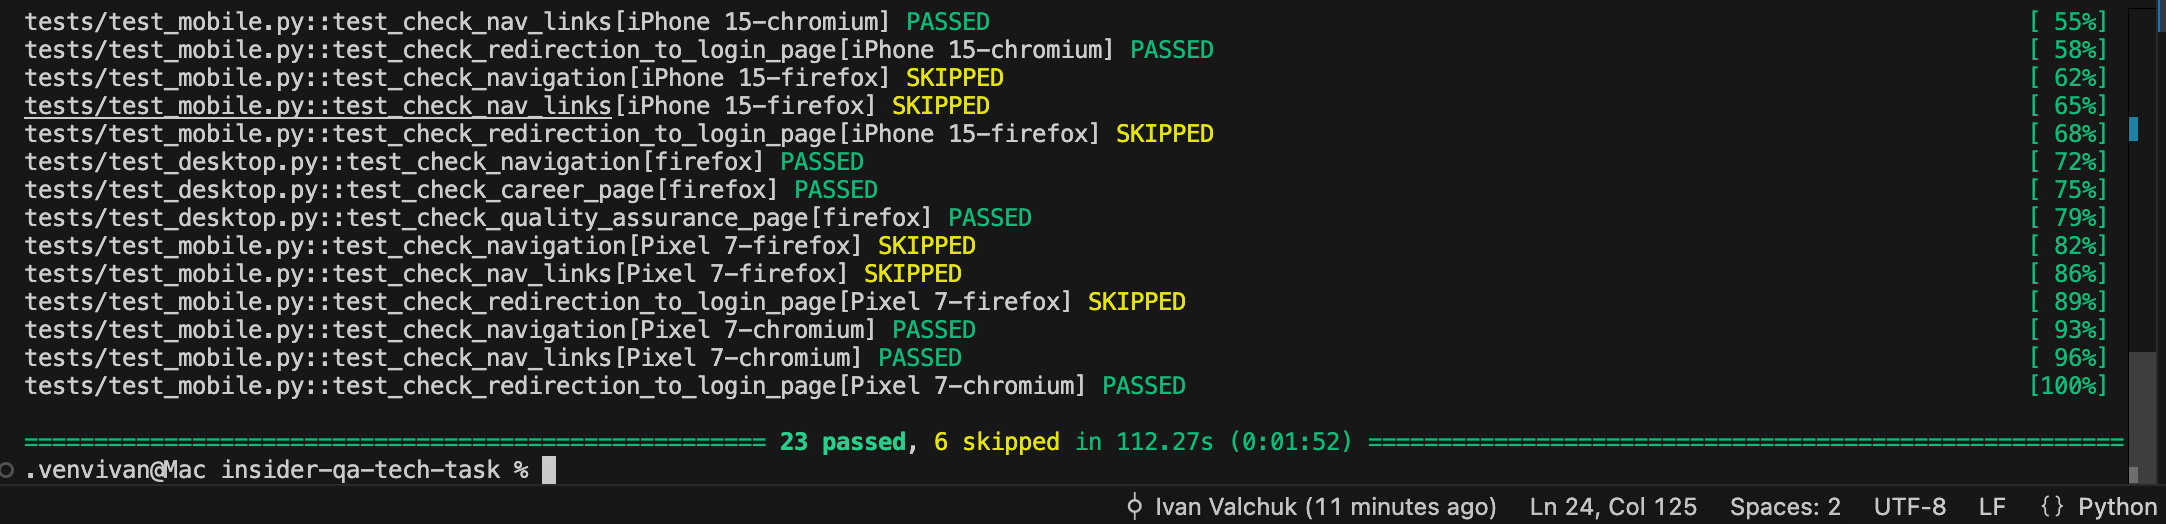 tests/test_mobile.py::test_check_nav_links[iPhone 15-chromium] PASSED [ 55%]
tests/test_mobile.py::test_check_redirection_to_login_page[iPhone 15-chromium] PASSED [ 58%]
tests/test_mobile.py::test_check_navigation[iPhone 15-firefox] SKIPPED [ 62%]
tests/test_mobile.py::test_check_nav_links[iPhone 15-firefox] SKIPPED [ 65%]
tests/test_mobile.py::test_check_redirection_to_login_page[iPhone 15-firefox] SKIPPED [ 68%]
tests/test_desktop.py::test_check_navigation[firefox] PASSED [ 72%]
tests/test_desktop.py::test_check_career_page[firefox] PASSED [ 75%]
tests/test_desktop.py::test_check_quality_assurance_page[firefox] PASSED [ 79%]
tests/test_mobile.py::test_check_navigation[Pixel 7-firefox] SKIPPED [ 82%]
tests/test_mobile.py::test_check_nav_links[Pixel 7-firefox] SKIPPED [ 86%]
tests/test_mobile.py::test_check_redirection_to_login_page[Pixel 7-firefox] SKIPPED [ 89%]
tests/test_mobile.py::test_check_navigation[Pixel 7-chromium] PASSED [ 93%]
tests/test_mobile.py::test_check_nav_links[Pixel 7-chromium] PASSED [ 96%]
tests/test_mobile.py::test_check_redirection_to_login_page[Pixel 7-chromium] PASSED [100%]
===================================================== 23 passed, 6 skipped in 112.27s (0:01:52) ======================================================
.venvivan@Mac insider-qa-tech-task %
Ivan Valchuk (11 minutes ago) Ln 24, Col 125 Spaces: 2 UTF-8 LF {} Python